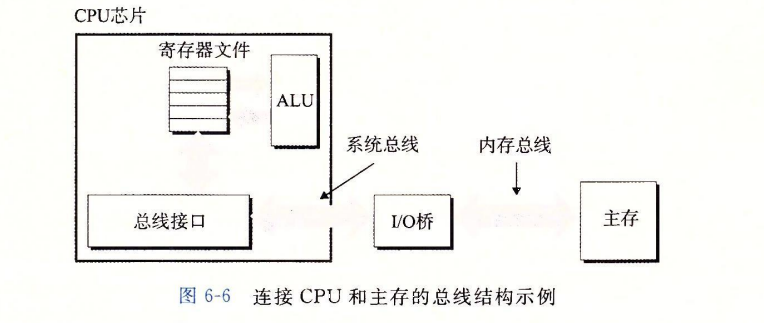 CPU芯片
寄存器文件
ALU
系统总线
内存总线
总线接口
I/O桥
主存
图 6-6 连接 CPU 和主存的总线结构示例